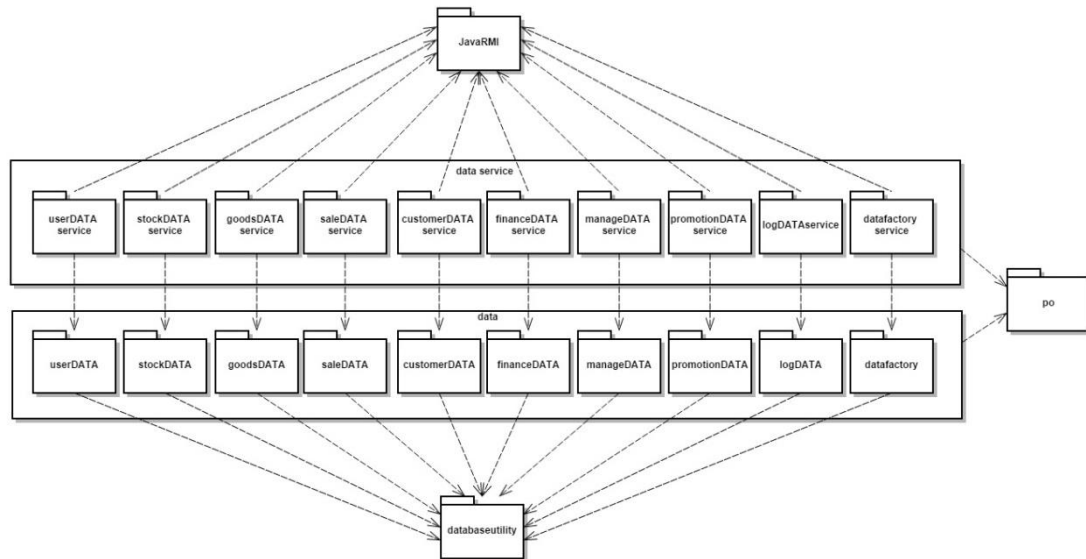 JavaRMI
data service
userDATA
service
stockDATA
service
goodsDATA
service
saleDATA
service
customerDATA
service
financeDATA
service
manageDATA
service
promotionDATA
service
logDATAservice
datafactory
service
po
data
userDATA
stockDATA
goodsDATA
saleDATA
customerDATA
financeDATA
manageDATA
promotionDATA
logDATA
datafactory
databaseutility